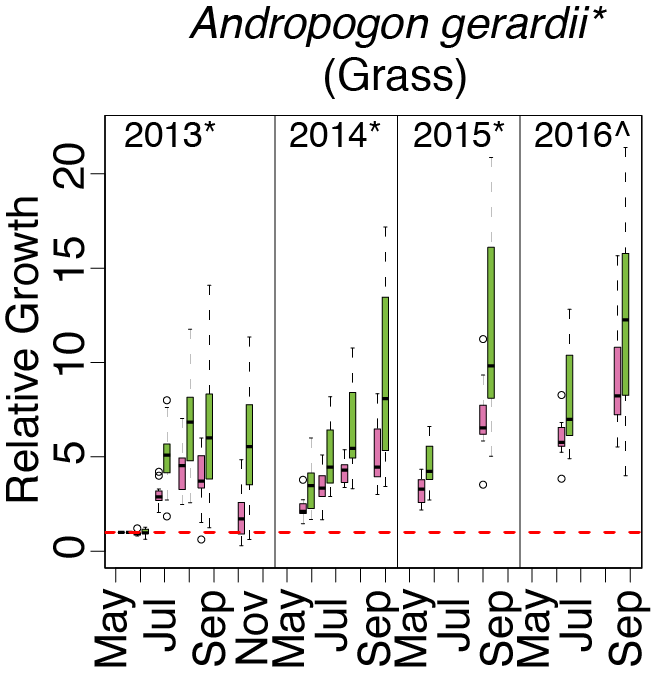 Andropogon gerardii*
(Grass)
2013* 2014* 2015* 2016^
Relative Growth
20
15
10
5
0
May Jul Sep Nov May Jul Sep May Jul Sep May Jul Sep